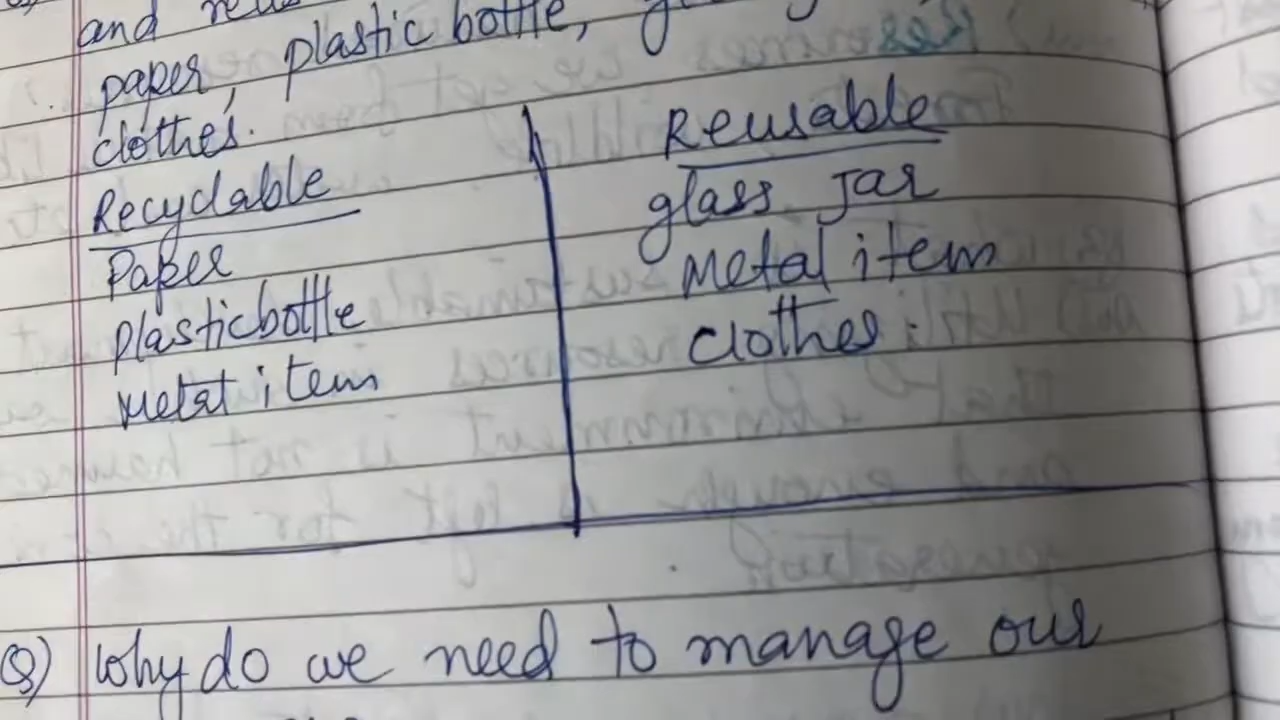 and
paper, plastic bottle,
clothes.
Recyclable
Paper
plasticbottle
Metal item
Reusable
glass Jar
Metal item
clothes.
Q) Why do we need to manage our